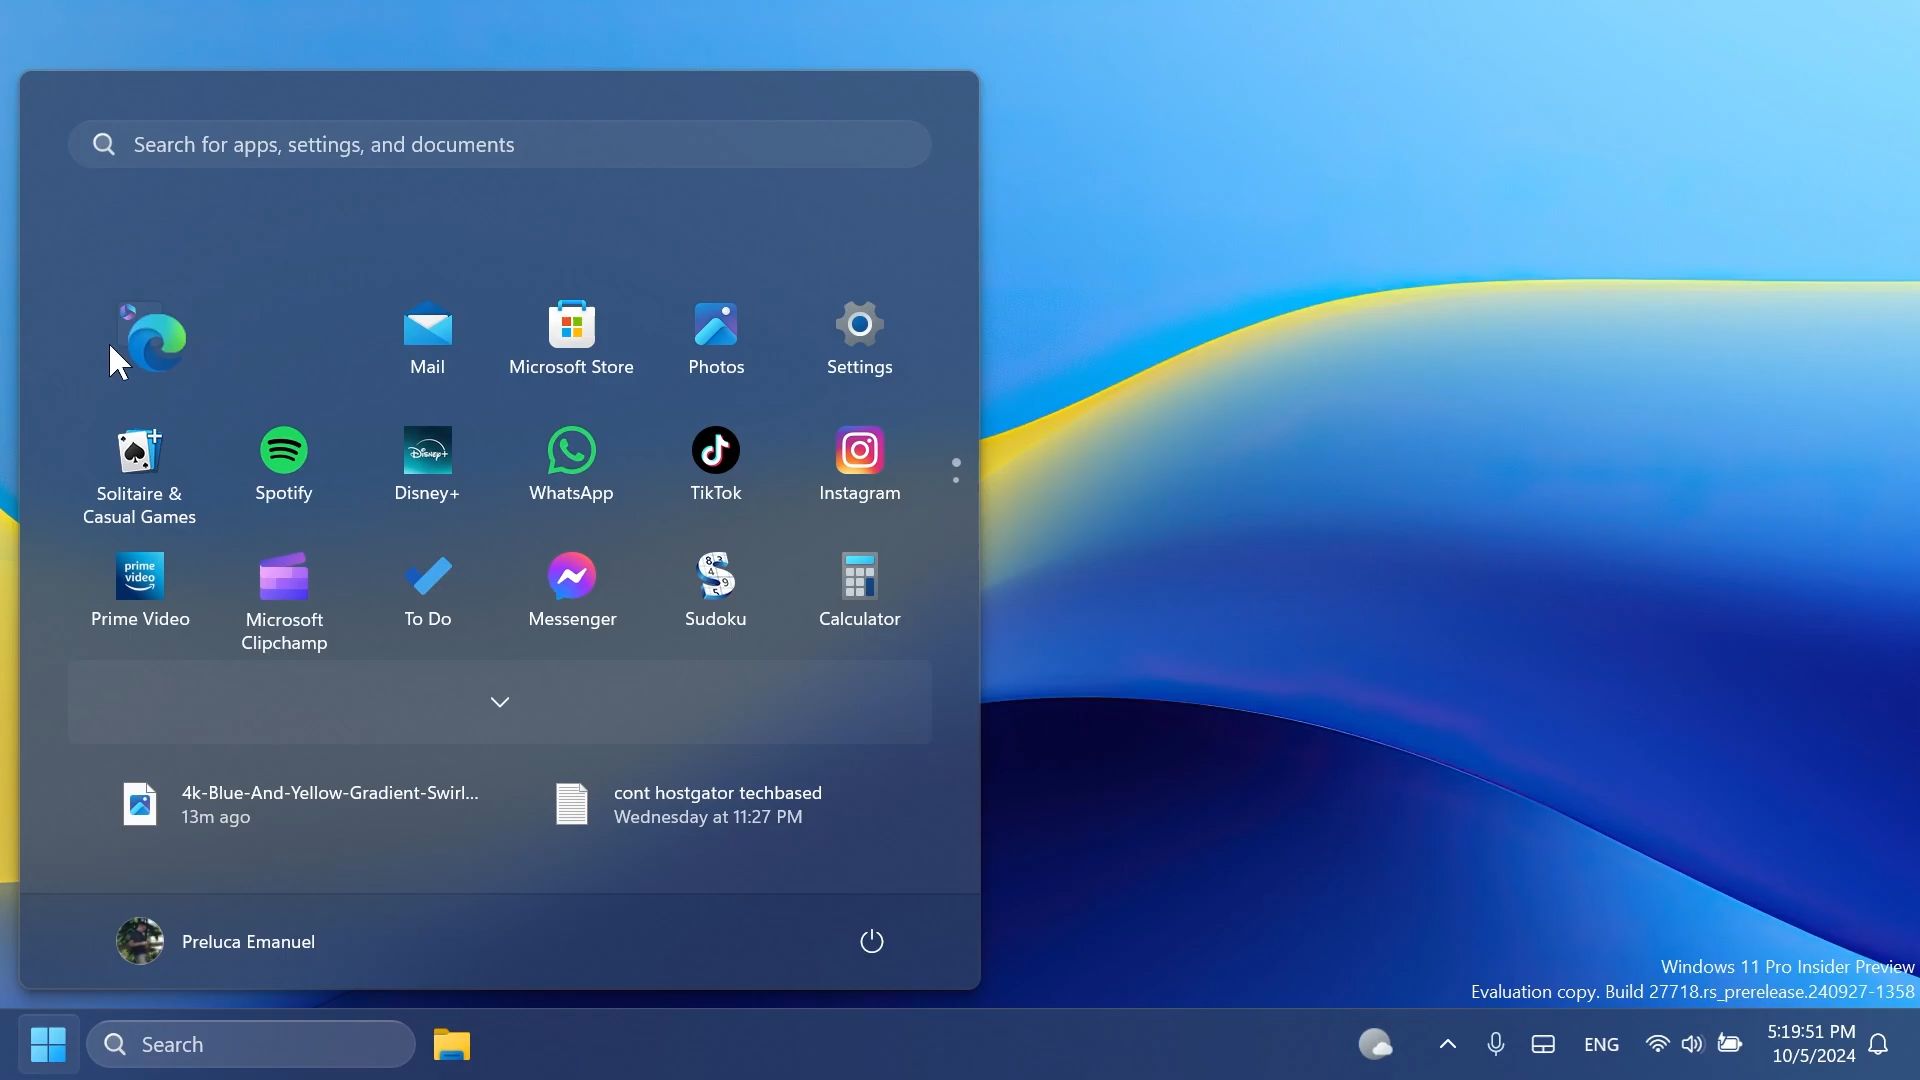 Search for apps, settings, and documents
Mail
Microsoft Store
Photos
Settings
Solitaire &
Casual Games
Spotify
Disney+
Disney+
WhatsApp
TikTok
Instagram
prime
video
Prime Video
Microsoft
Clipchamp
To Do
Messenger
Sudoku
Calculator
4k-Blue-And-Yellow-Gradient-Swirl...
13m ago
cont hostgator techbased
Wednesday at 11:27 PM
Preluca Emanuel
Windows 11 Pro Insider Preview
Evaluation copy. Build 27718.rs_prerelease.240927-1358
Search
ENG
5:19:51 PM
10/5/2024